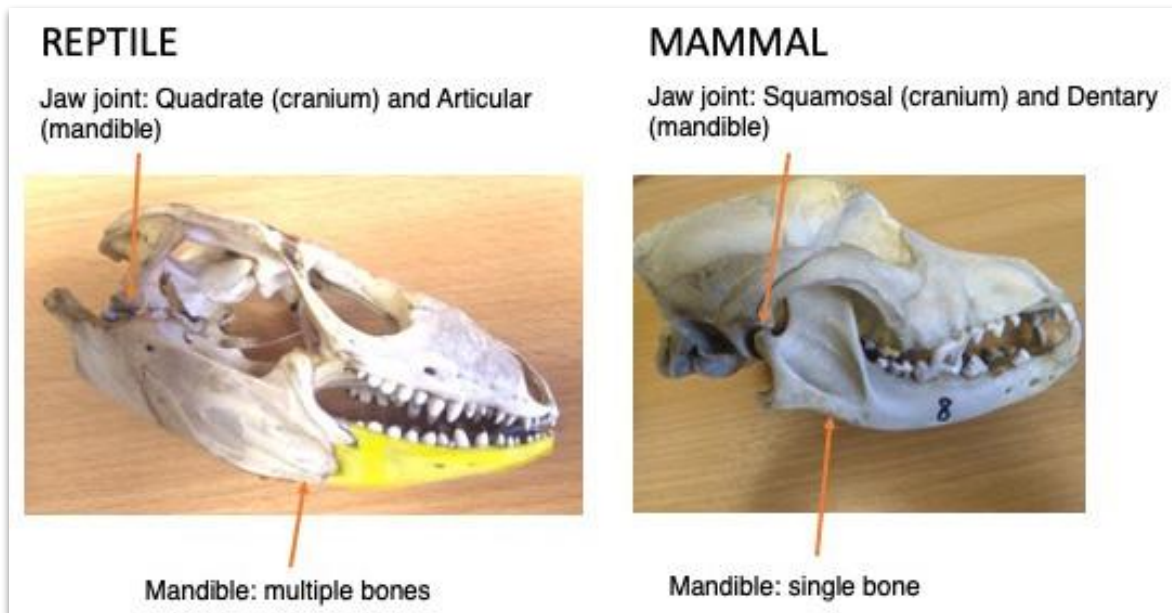 REPTILE
Jaw joint: Quadrate (cranium) and Articular
(mandible)
Mandible: multiple bones
MAMMAL
Jaw joint: Squamosal (cranium) and Dentary
(mandible)
8
Mandible: single bone